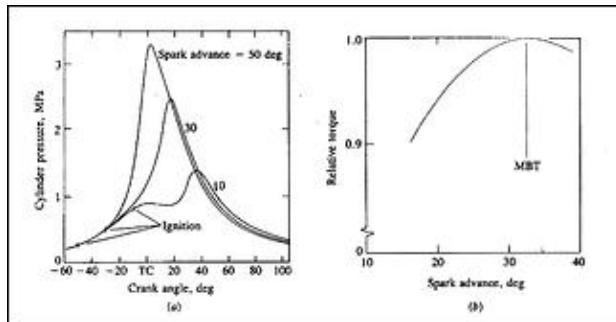 Spark advance = 50 deg
30
10
Ignition
Cylinder pressure, MPa
3
2
1
0
-60 -40 -20 TC 20 40 60 80 100
Crank angle, deg
(a)
1.0
0.9
0
MBT
Relative torque
10 20 30 40
Spark advance, deg
(b)